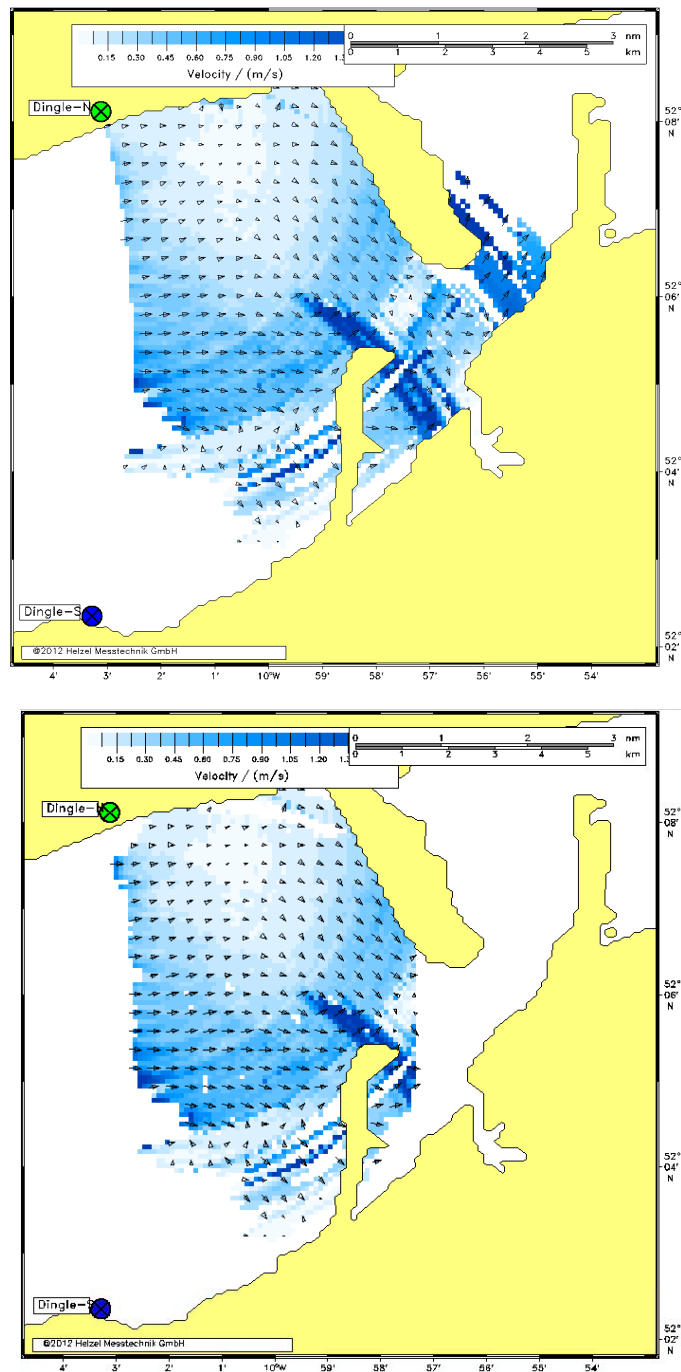 0 1 2 3 nm
0 1 2 3 4 5 km
0.15 0.30 0.45 0.60 0.75 0.90 1.05 1.20
Velocity / (m/s)
Dingle-N
52° 08' N
52° 06'
52° 04' N
Dingle-S
©2012 Helzel Messtechnik GmbH
52° 02' N
4' 3' 2' 1' 10°W 59' 58' 57' 56' 55' 54'
0 1 2 3 nm
0 1 2 3 4 5 km
0.15 0.30 0.45 0.60 0.75 0.90 1.05 1.20
Velocity / (m/s)
Dingle-
52° 08' N
52° 06' N
52° 04' N
Dingle-S
©2012 Helzel Messtechnik GmbH
52° 02' N
4' 3' 2' 1' 10°W 59' 58' 57' 56' 55' 54'